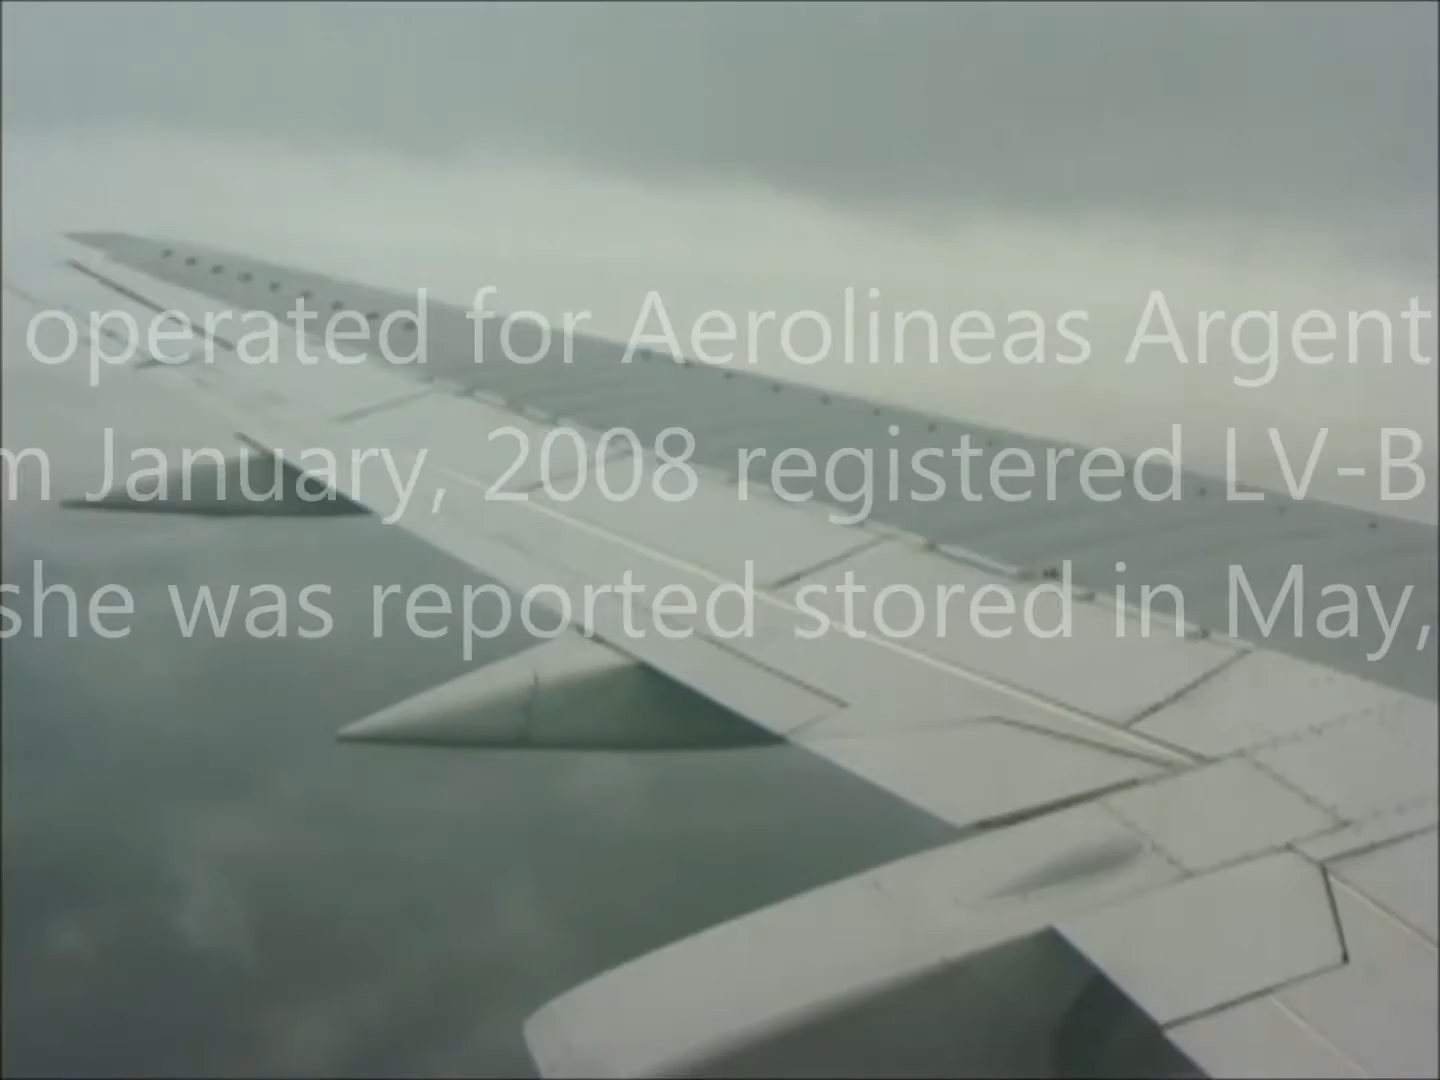 operated for Aerolineas Argent
m January, 2008 registered LV-B
she was reported stored in May,